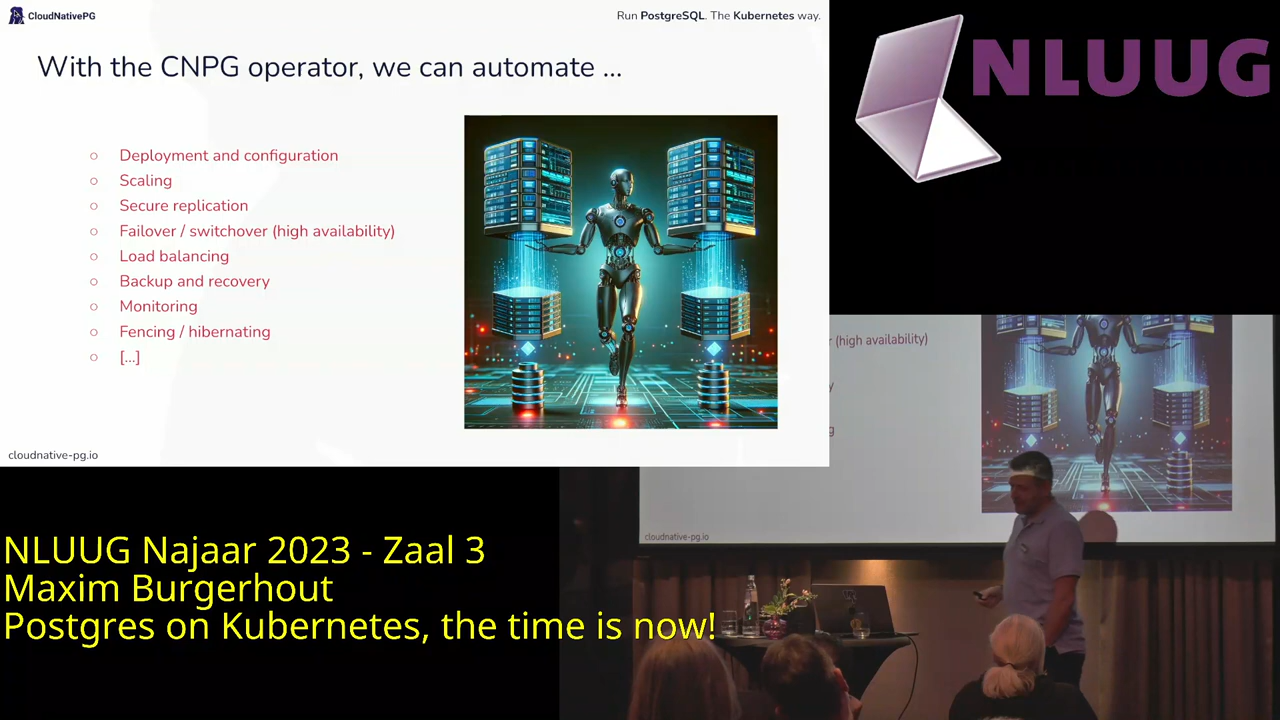 CloudNativePG
Run PostgreSQL. The Kubernetes way.
With the CNPG operator, we can automate ...
○ Deployment and configuration
○ Scaling
○ Secure replication
○ Failover / switchover (high availability)
○ Load balancing
○ Backup and recovery
○ Monitoring
○ Fencing / hibernating
○ [...]
cloudnative-pg.io
NLUUG
(high availability)
cloudnative-pg.io
NLUUG Najaar 2023 - Zaal 3
Maxim Burgerhout
Postgres on Kubernetes, the time is now!